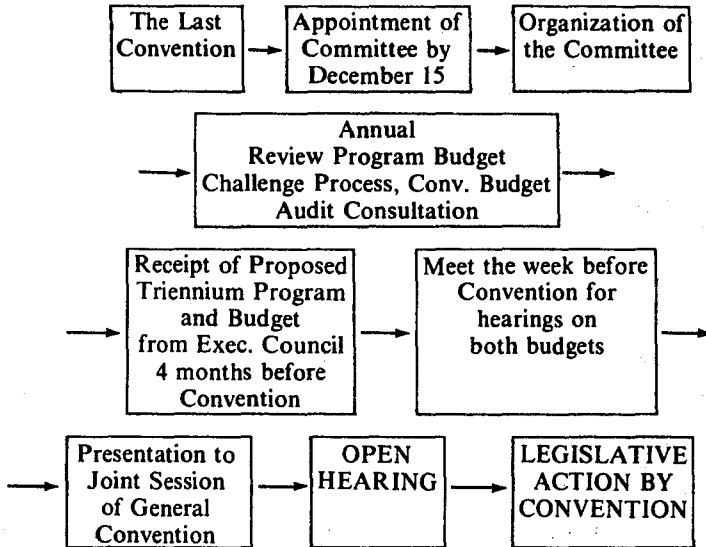 The Last
Convention
Appointment of
Committee by
December 15
Organization of
the Committee
Annual
Review Program Budget
Challenge Process, Conv. Budget
Audit Consultation
Receipt of Proposed
Triennium Program
and Budget
from Exec. Council
4 months before
Convention
Meet the week before
Convention for
hearings on
both budgets
Presentation to
Joint Session
of General
Convention
OPEN
HEARING
LEGISLATIVE
ACTION BY
CONVENTION